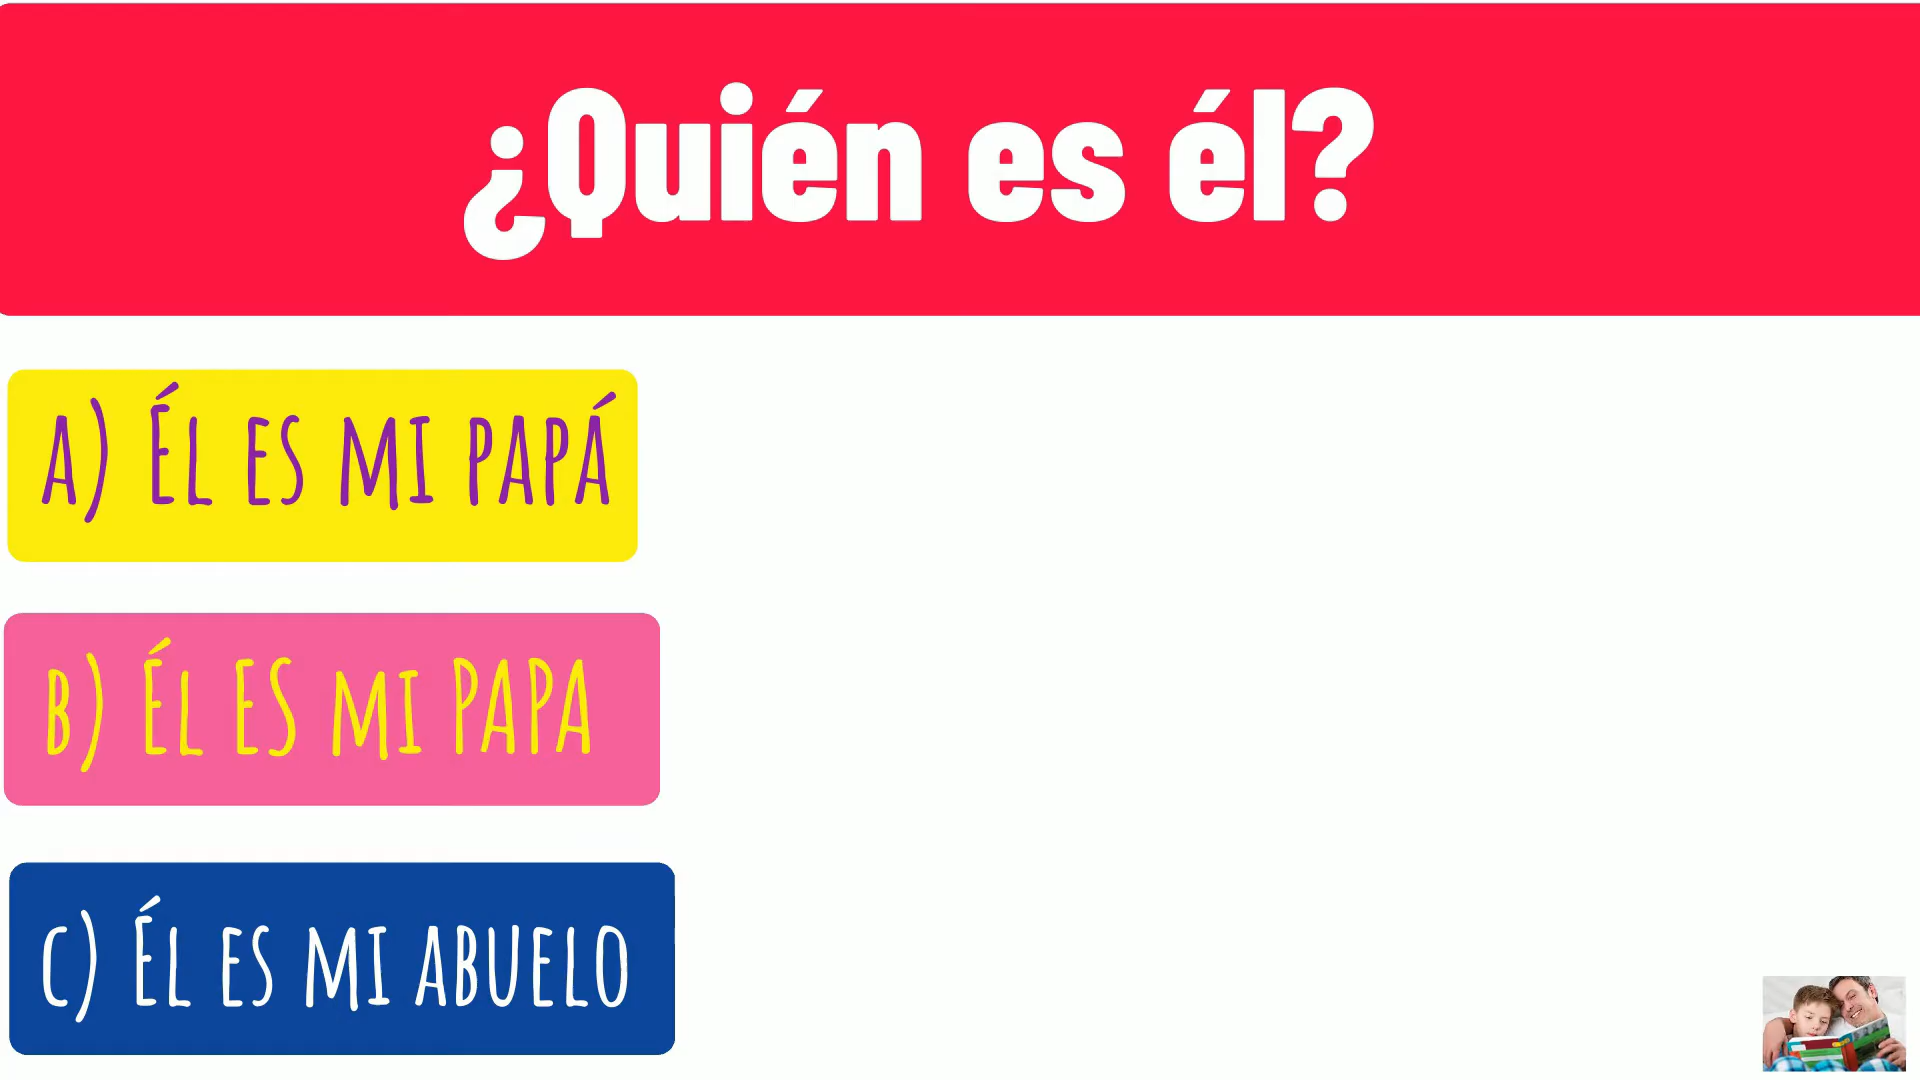 ¿Quién es él?
A) Él es mi papá
B) Él ES mi PAPA
C) Él es mi abuelo